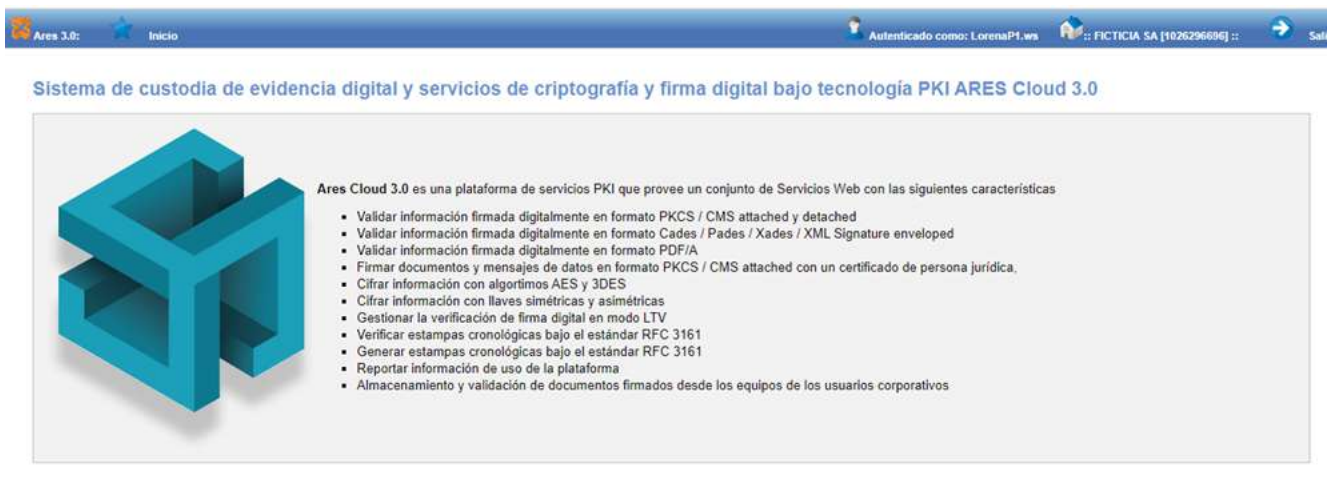 Ares 3.0: Inicio Autenticado como: LorenaP1.ws :: FICTICIA SA [1026296696] ::
Sistema de custodia de evidencia digital y servicios de criptografía y firma digital bajo tecnología PKI ARES Cloud 3.0
Ares Cloud 3.0 es una plataforma de servicios PKI que provee un conjunto de Servicios Web con las siguientes características
▪ Validar información firmada digitalmente en formato PKCS / CMS attached y detached
▪ Validar información firmada digitalmente en formato Cades / Pades / Xades / XML Signature enveloped
▪ Validar información firmada digitalmente en formato PDF/A
▪ Firmar documentos y mensajes de datos en formato PKCS / CMS attached con un certificado de persona jurídica,
▪ Cifrar información con algortimos AES y 3DES
▪ Cifrar información con llaves simétricas y asimétricas
▪ Gestionar la verificación de firma digital en modo LTV
▪ Verificar estampas cronológicas bajo el estándar RFC 3161
▪ Generar estampas cronológicas bajo el estándar RFC 3161
▪ Reportar información de uso de la plataforma
▪ Almacenamiento y validación de documentos firmados desde los equipos de los usuarios corporativos